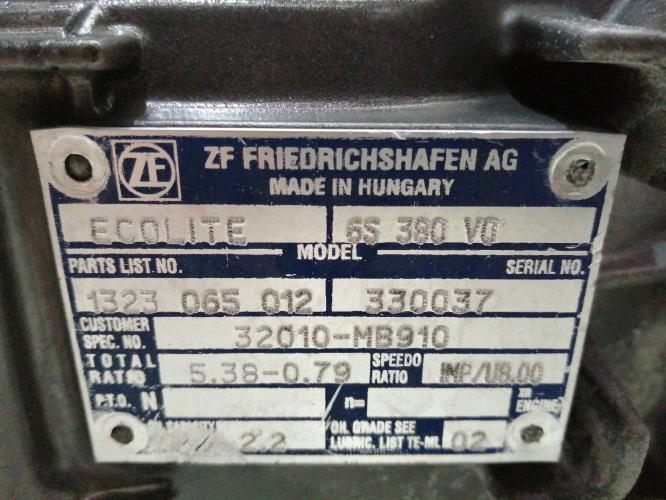 ZF ZF FRIEDRICHSHAFEN AG
MADE IN HUNGARY
ECOLITE 6S 380 VO
MODEL
PARTS LIST NO. SERIAL NO.
1323 065 012 330037
CUSTOMER SPEC. NO. 32010-MB910
TOTAL RATIO 5.38-0.79 SPEEDO RATIO IMP/U8.00
P.T.O. N n= ENGINE
CAPACITY 2.2 OIL GRADE SEE LUBRIC. LIST TE-ML 02